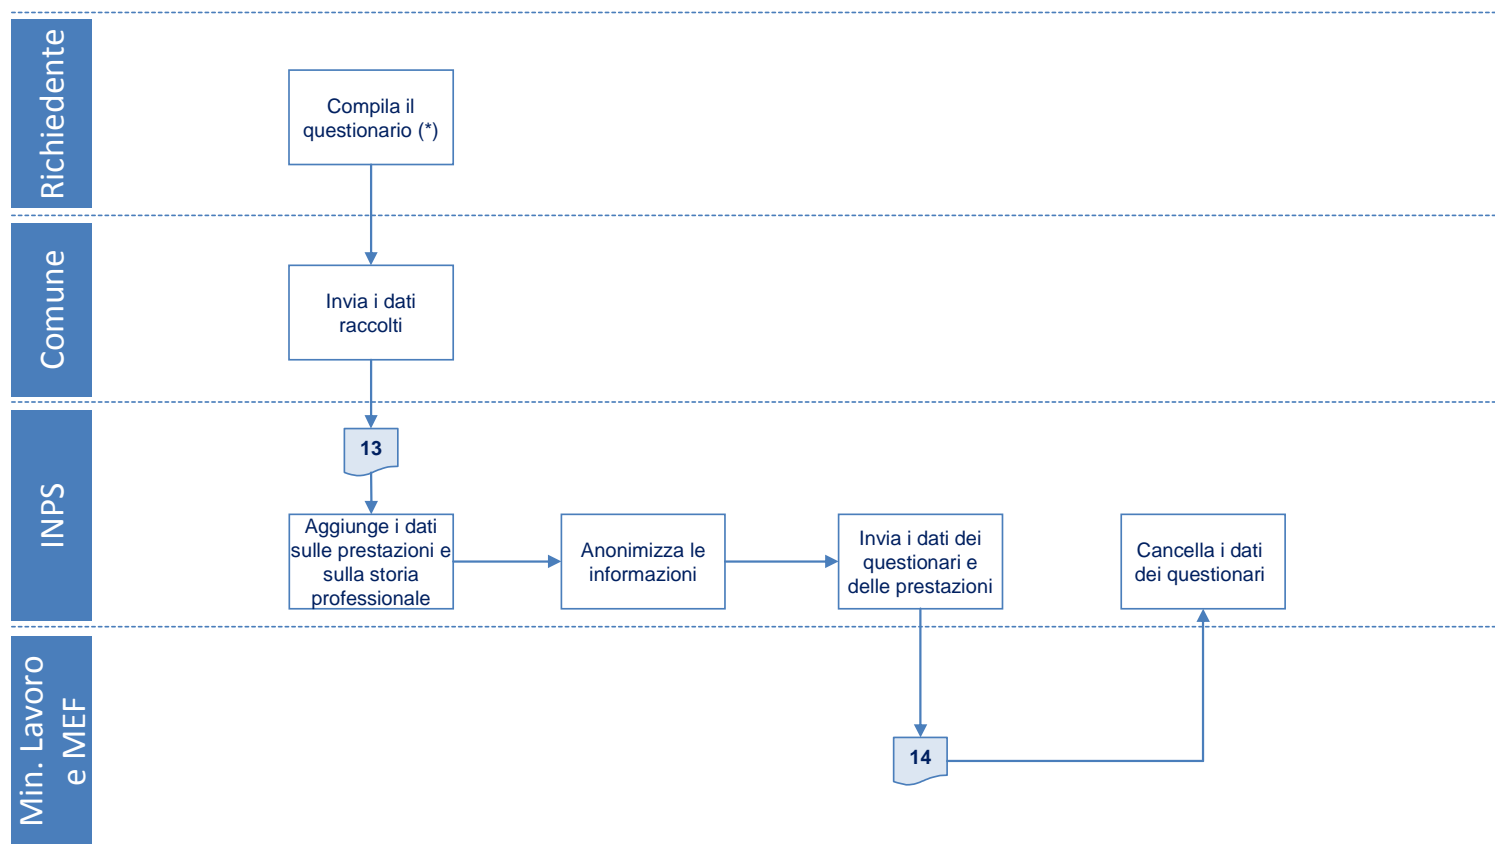 Richiedente
Compila il
questionario (*)
Comune
Invia i dati
raccolti
INPS
13
Aggiunge i dati
sulle prestazioni e
sulla storia
professionale
Anonimizza le
informazioni
Invia i dati dei
questionari e
delle prestazioni
Cancella i dati
dei questionari
Min. Lavoro
e MEF
14